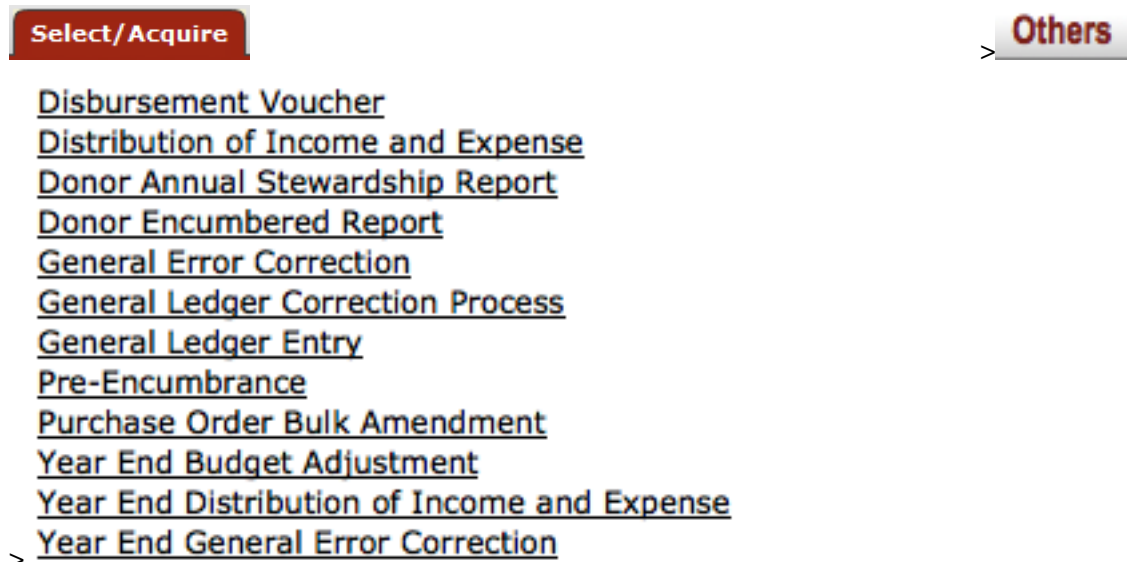 Select/Acquire > Others
Disbursement Voucher
Distribution of Income and Expense
Donor Annual Stewardship Report
Donor Encumbered Report
General Error Correction
General Ledger Correction Process
General Ledger Entry
Pre-Encumbrance
Purchase Order Bulk Amendment
Year End Budget Adjustment
Year End Distribution of Income and Expense
> Year End General Error Correction